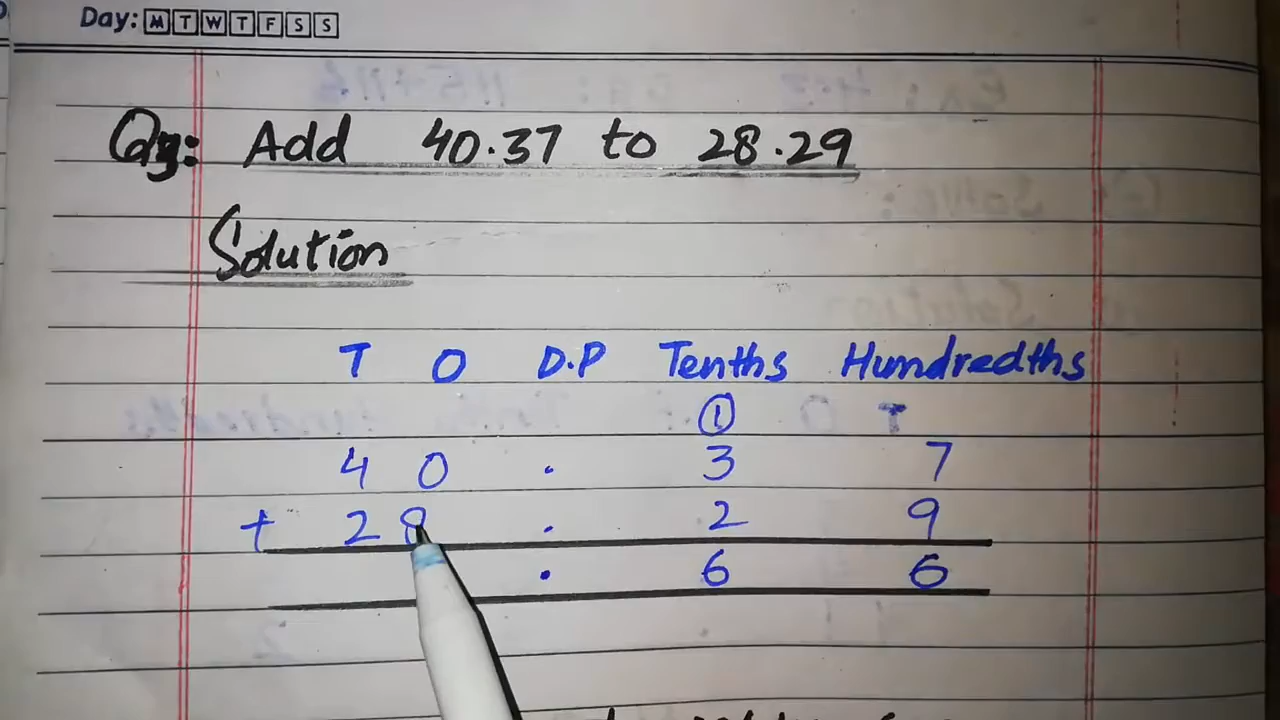 Day: M T W T F S S
Add 40.37 to 28.29
Solution
T O D.P Tenths Hundredths
1 T
4 0 . 3 7
+ 2 8 . 2 9
. 6 6